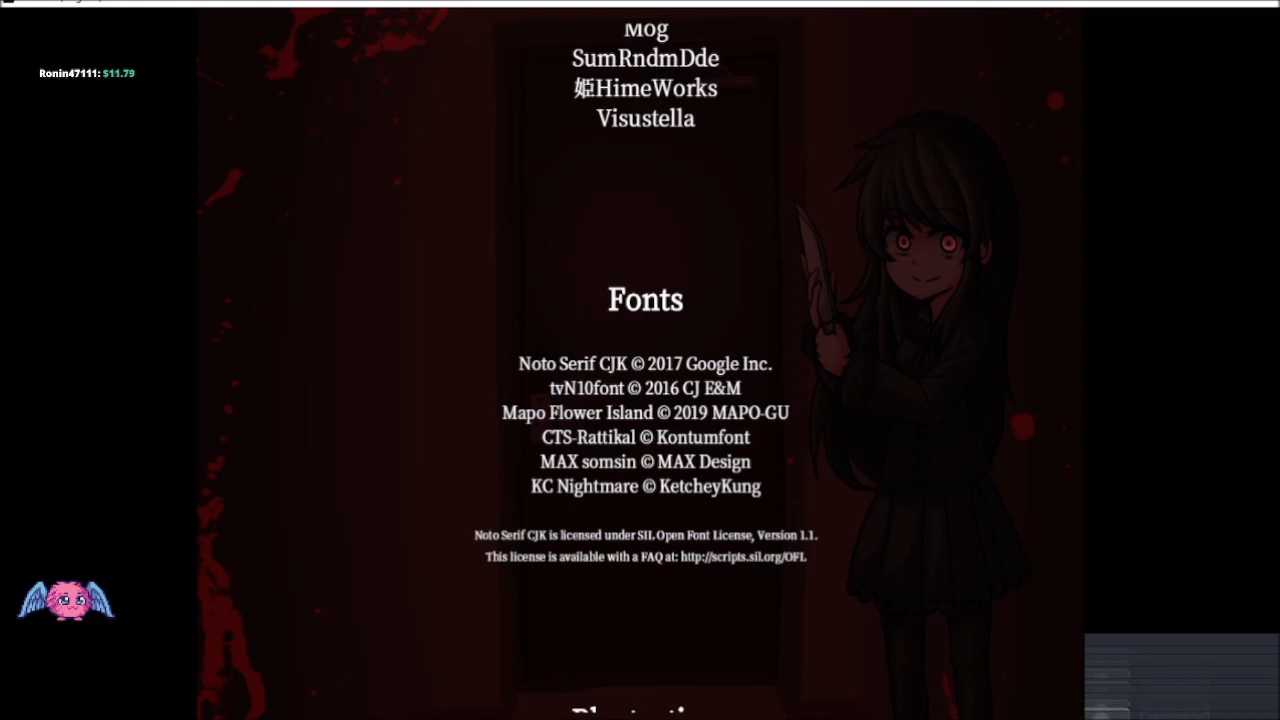 Mog
SumRndmDde
姫HimeWorks
Visustella
Ronin47111: $11.79
Fonts
Noto Serif CJK © 2017 Google Inc.
tvN10font © 2016 CJ E&M
Mapo Flower Island © 2019 MAPO-GU
CTS-Rattikal © Kontumfont
MAX somsin © MAX Design
KC Nightmare © KetcheyKung
Noto Serif CJK is licensed under SIL Open Font License, Version 1.1.
This license is available with a FAQ at: http://scripts.sil.org/OFL